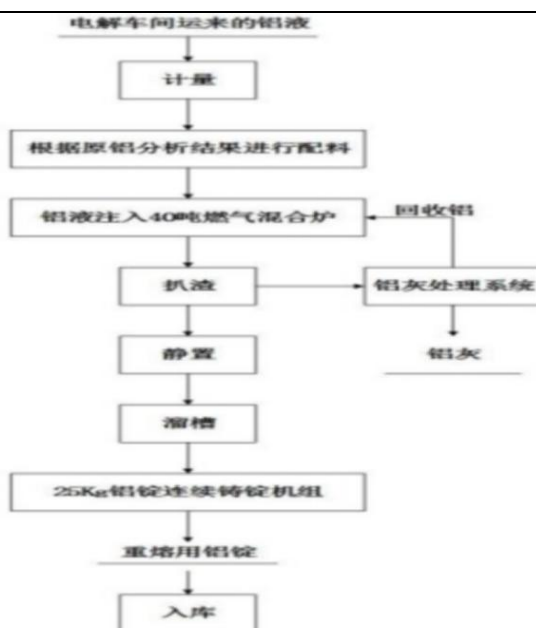 电解车间运来的铝液
计量
根据原铝分析结果进行配料
铝液注入40吨燃气混合炉
回收铝
扒渣
铝灰处理系统
静置
铝灰
溜槽
25Kg铝锭连续铸锭机组
重熔用铝锭
入库